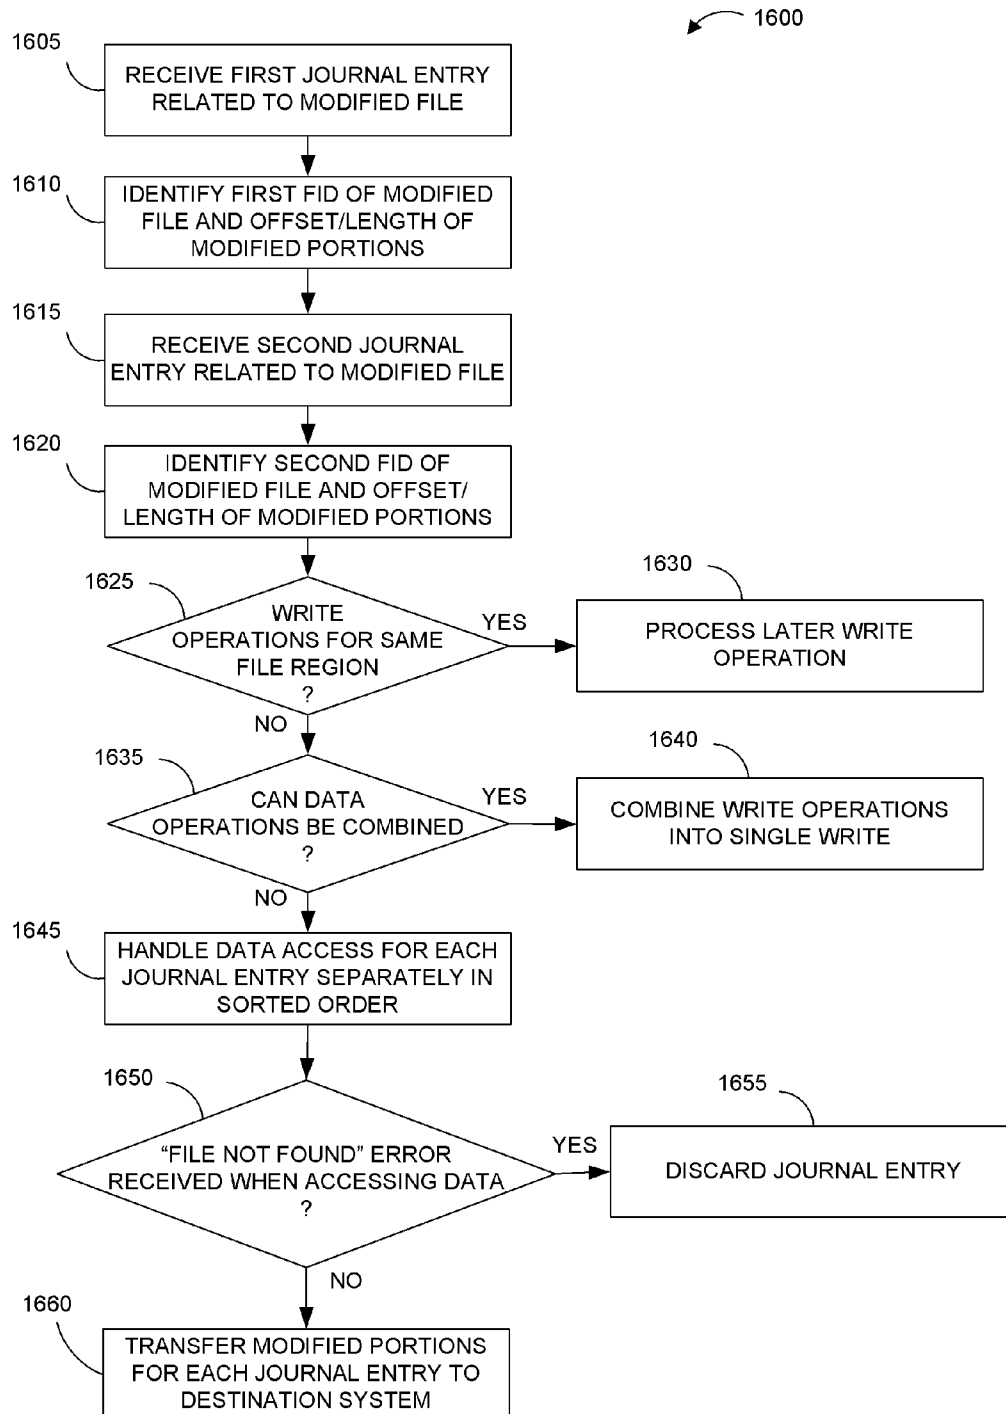 1600
1605
RECEIVE FIRST JOURNAL ENTRY
RELATED TO MODIFIED FILE
1610
IDENTIFY FIRST FID OF MODIFIED
FILE AND OFFSET/LENGTH OF
MODIFIED PORTIONS
1615
RECEIVE SECOND JOURNAL
ENTRY RELATED TO MODIFIED FILE
1620
IDENTIFY SECOND FID OF
MODIFIED FILE AND OFFSET/
LENGTH OF MODIFIED PORTIONS
1625
WRITE
OPERATIONS FOR SAME
FILE REGION
?
YES
1630
PROCESS LATER WRITE
OPERATION
NO
1635
CAN DATA
OPERATIONS BE COMBINED
?
YES
1640
COMBINE WRITE OPERATIONS
INTO SINGLE WRITE
NO
1645
HANDLE DATA ACCESS FOR EACH
JOURNAL ENTRY SEPARATELY IN
SORTED ORDER
1650
“FILE NOT FOUND” ERROR
RECEIVED WHEN ACCESSING DATA
?
YES
1655
DISCARD JOURNAL ENTRY
NO
1660
TRANSFER MODIFIED PORTIONS
FOR EACH JOURNAL ENTRY TO
DESTINATION SYSTEM